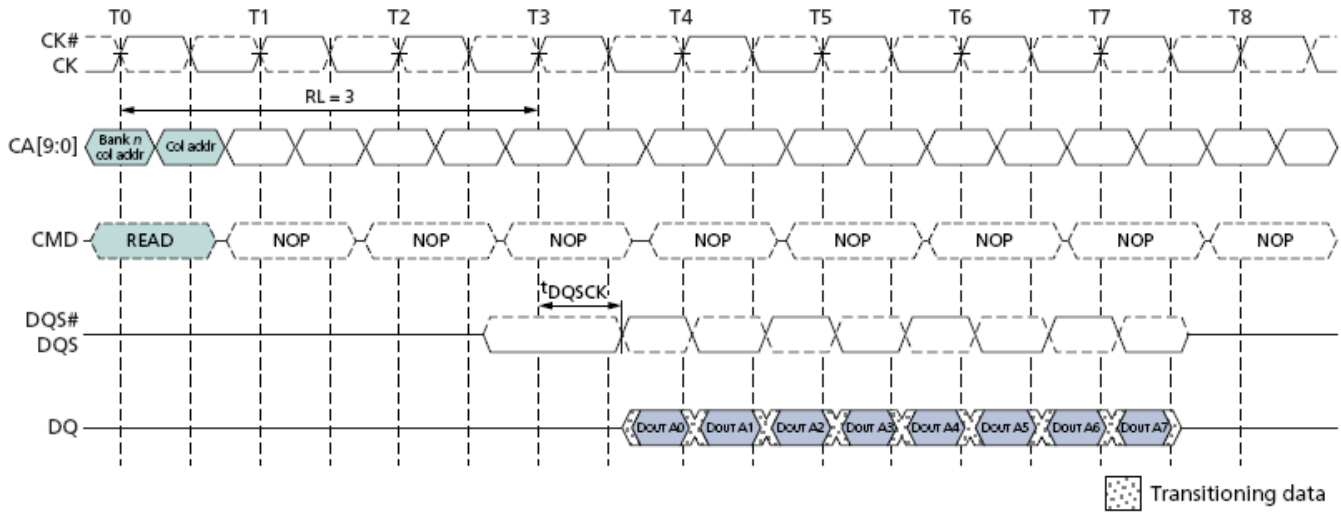 T0 T1 T2 T3 T4 T5 T6 T7 T8
CK#
CK
RL = 3
CA[9:0] Bank n Col addr
col addr
CMD READ NOP NOP NOP NOP NOP NOP NOP NOP
tDQSCK
DQS#
DQS
DQ DOUT A0 DOUT A1 DOUT A2 DOUT A3 DOUT A4 DOUT A5 DOUT A6 DOUT A7
Transitioning data